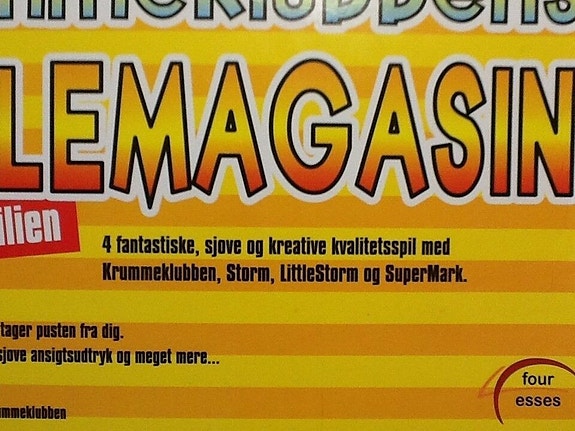 LEMAGASIN
ilien
4 fantastiske, sjove og kreative kvalitetsspil med
Krummeklubben, Storm, LittleStorm og SuperMark.
tager pusten fra dig.
sjove ansigtsudtryk og meget mere...
four
esses
ummeklubben